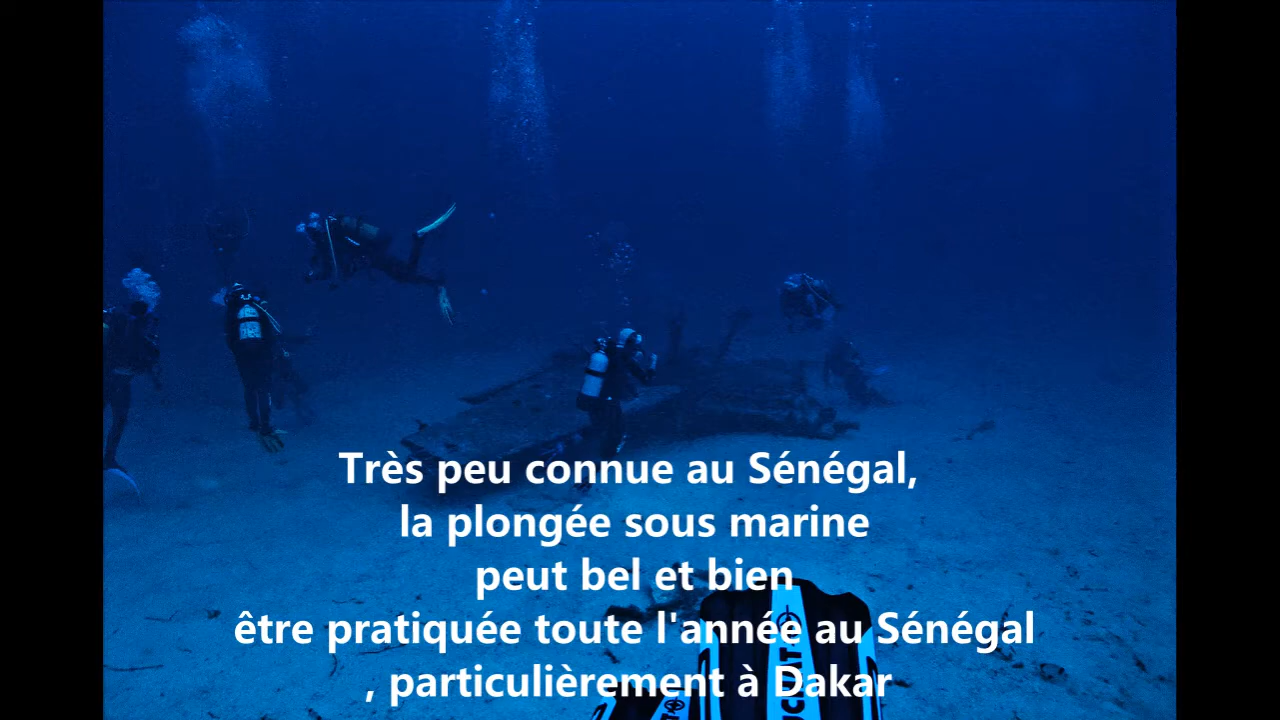 Très peu connue au Sénégal,
la plongée sous marine
peut bel et bien
être pratiquée toute l'année au Sénégal
, particulièrement à Dakar